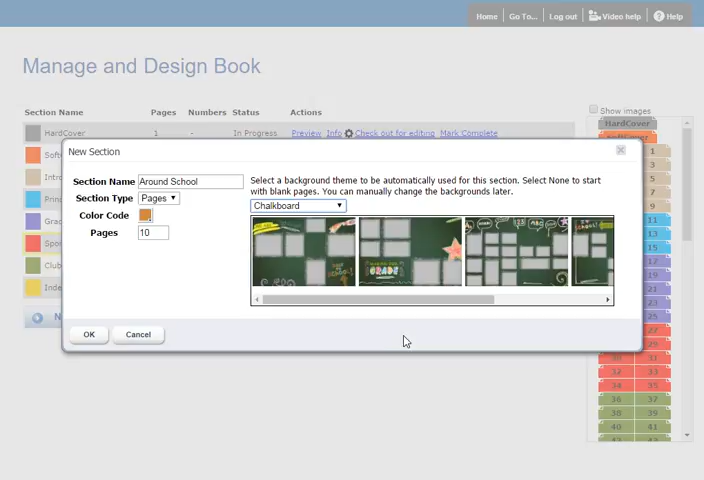 Home Go To... Log out Video help Help
Manage and Design Book
Section Name Pages Numbers Status Actions
Show images
HardCover 1 - In Progress Preview Info Check out for editing Mark Complete
HardCover
New Section
Section Name Around School
Section Type Pages
Color Code
Pages 10
Select a background theme to be automatically used for this section. Select None to start
with blank pages. You can manually change the backgrounds later.
Chalkboard
GRADE
ABC
OK Cancel
1
3
5
7
9
11
13
15
17
19
21
23
25
27
29
30 31
32 33
34 35
36 37
38 39
40 41